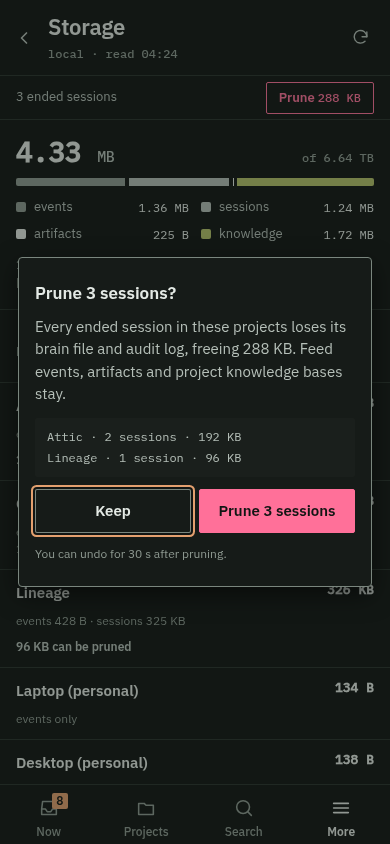 Storage
local · read 04:24
3 ended sessions
Prune 288 KB
4.33 MB
of 6.64 TB
events 1.36 MB
sessions 1.24 MB
artifacts 225 B
knowledge 1.72 MB
Prune 3 sessions?
Every ended session in these projects loses its
brain file and audit log, freeing 288 KB. Feed
events, artifacts and project knowledge bases
stay.
Attic · 2 sessions · 192 KB
Lineage · 1 session · 96 KB
Keep
Prune 3 sessions
You can undo for 30 s after pruning.
Lineage
326 KB
events 428 B · sessions 325 KB
96 KB can be pruned
Laptop (personal)
134 B
events only
Desktop (personal)
138 B
8
Now
Projects
Search
More